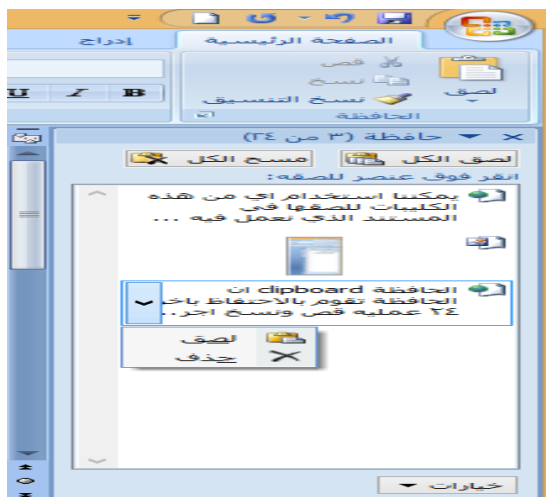 الصفحة الرئيسية
إدراج
لصق
قص
نسخ
نسخ التنسيق
B I U
الحافظة
حافظة (٣ من ٢٤)
لصق الكل
مسح الكل
انقر فوق عنصر للصقه:
يمكننا استخدام اي من هذه
الكليبات للصقها في
المستند الذي نعمل فيه ...
الحافظة clipboard ان
الحافظة تقوم بالاحتفاظ باخر
٢٤ عمليه قص ونسخ اجر...
لصق
حذف
خيارات